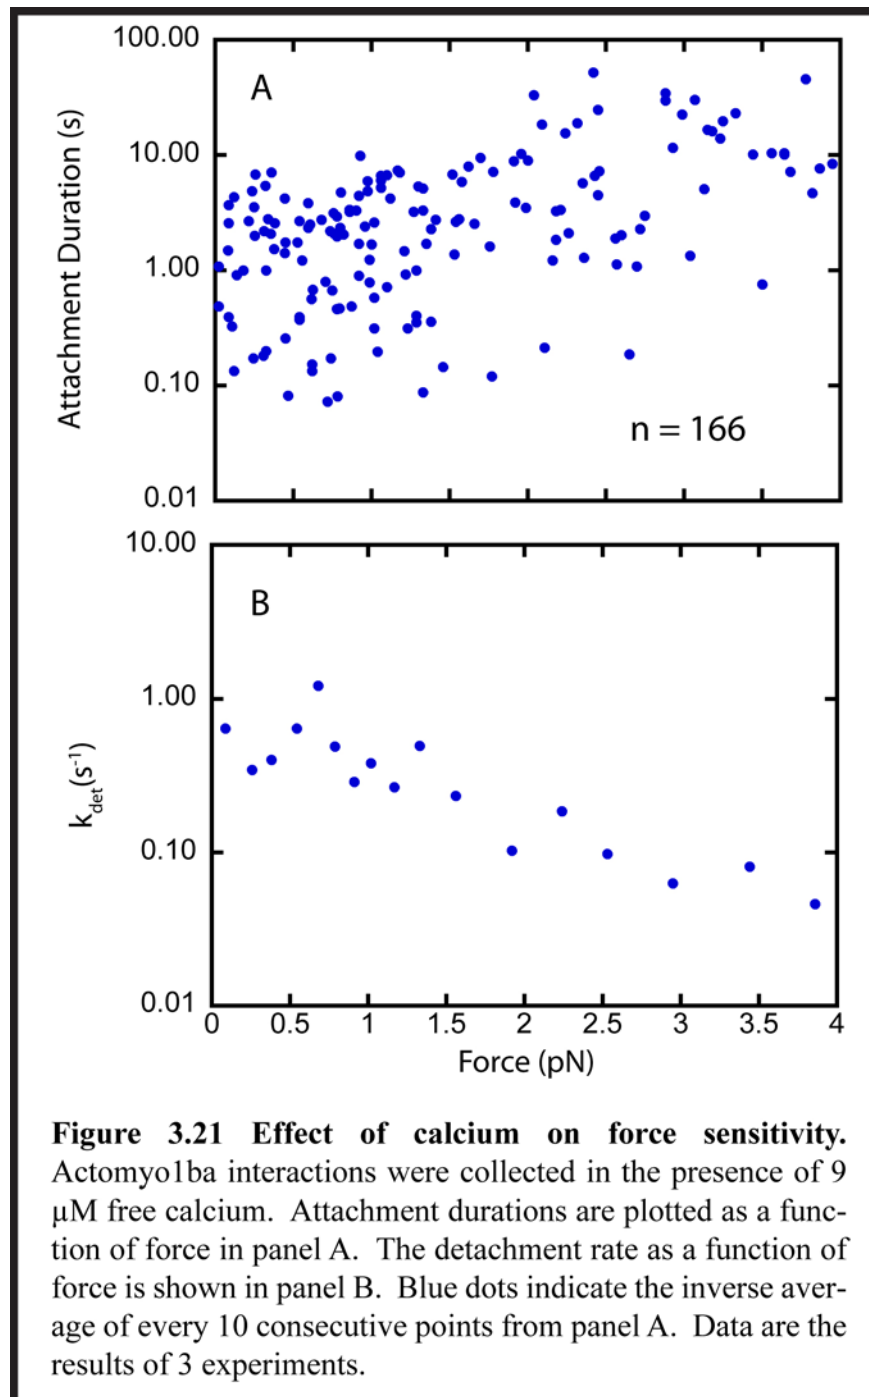 100.00
A
10.00
Attachment Duration (s)
1.00
0.10
n = 166
0.01
10.00
B
1.00
k_det(s⁻¹)
0.10
0.01
0 0.5 1 1.5 2 2.5 3 3.5 4
Force (pN)
Figure 3.21 Effect of calcium on force sensitivity.
Actomyo1ba interactions were collected in the presence of 9
µM free calcium. Attachment durations are plotted as a func-
tion of force in panel A. The detachment rate as a function of
force is shown in panel B. Blue dots indicate the inverse aver-
age of every 10 consecutive points from panel A. Data are the
results of 3 experiments.